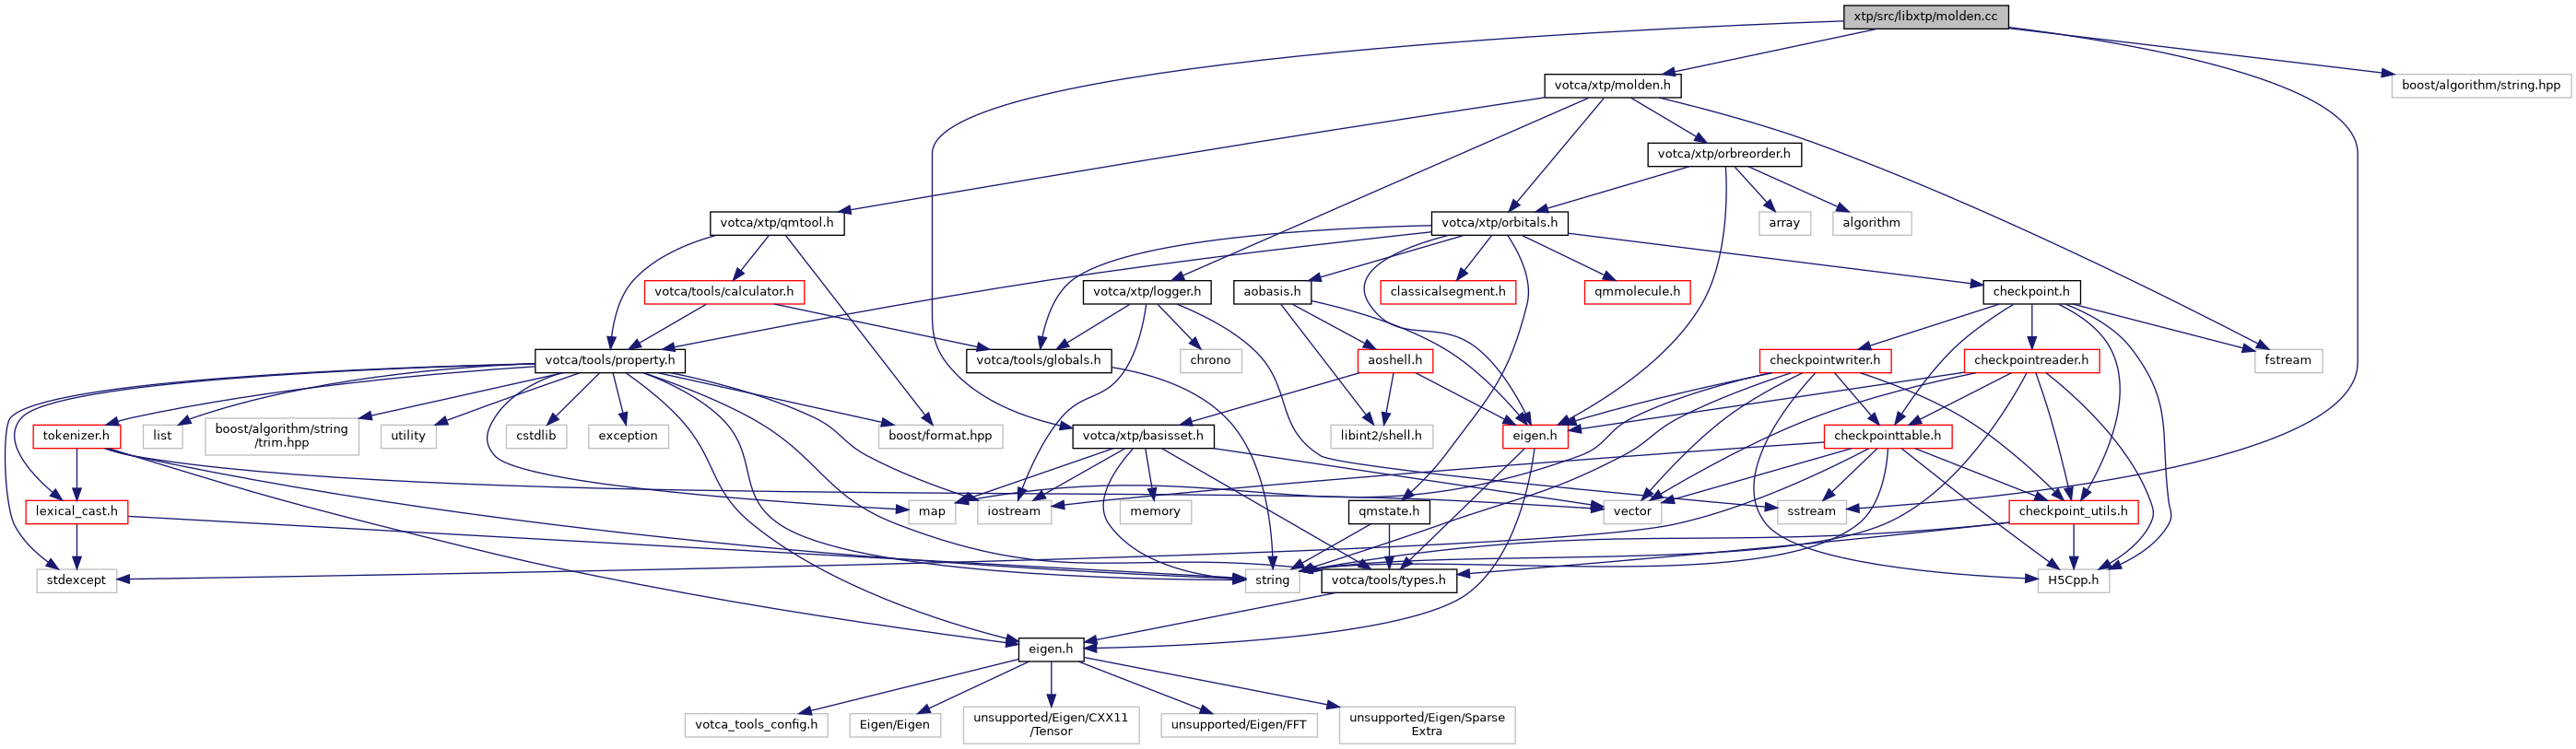 xtp/src/libxtp/molden.cc
votca/xtp/molden.h
boost/algorithm/string.hpp
votca/xtp/orbreorder.h
votca/xtp/qmtool.h
votca/xtp/orbitals.h
array
algorithm
votca/tools/calculator.h
votca/xtp/logger.h
aobasis.h
classicalsegment.h
qmmolecule.h
checkpoint.h
votca/tools/property.h
votca/tools/globals.h
chrono
aoshell.h
checkpointwriter.h
checkpointreader.h
fstream
tokenizer.h
list
boost/algorithm/string
/trim.hpp
utility
cstdlib
exception
boost/format.hpp
votca/xtp/basisset.h
libint2/shell.h
eigen.h
checkpointtable.h
lexical_cast.h
map
iostream
memory
qmstate.h
vector
sstream
checkpoint_utils.h
stdexcept
string
votca/tools/types.h
H5Cpp.h
eigen.h
votca_tools_config.h
Eigen/Eigen
unsupported/Eigen/CXX11
/Tensor
unsupported/Eigen/FFT
unsupported/Eigen/Sparse
Extra